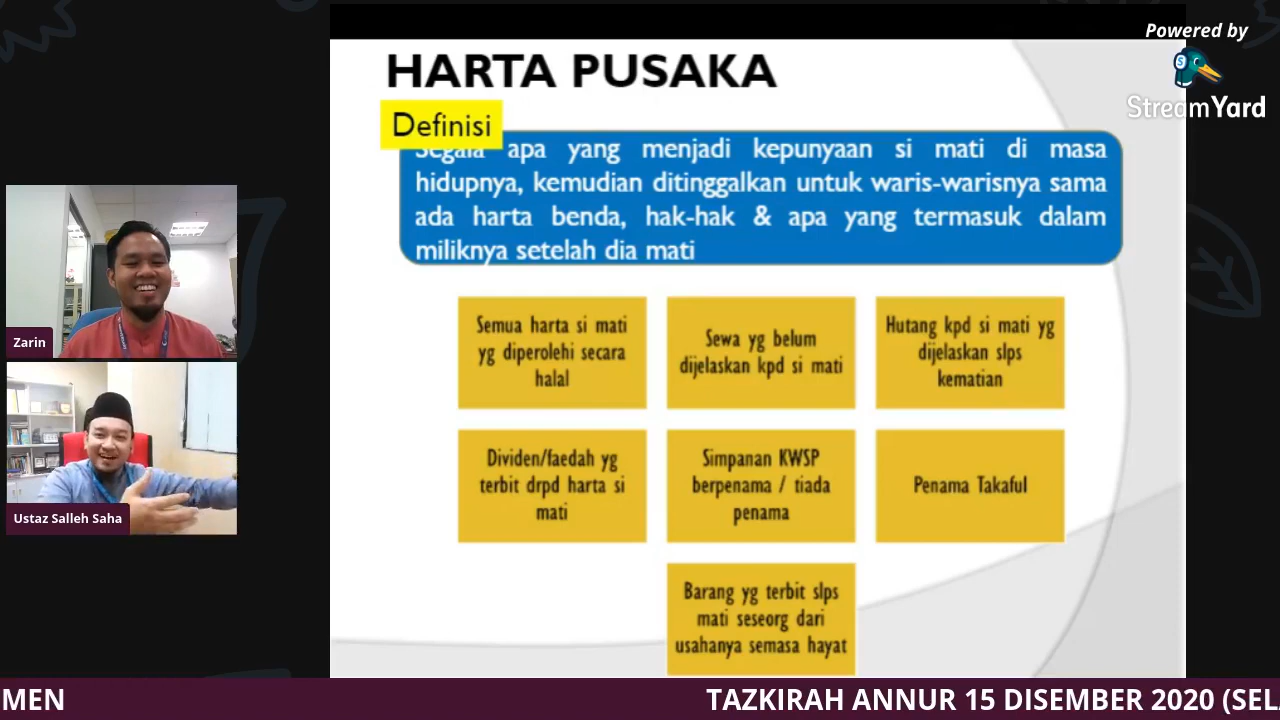 Powered by
StreamYard
HARTA PUSAKA
Definisi
Segala apa yang menjadi kepunyaan si mati di masa
hidupnya, kemudian ditinggalkan untuk waris-warisnya sama
ada harta benda, hak-hak & apa yang termasuk dalam
miliknya setelah dia mati
Semua harta si mati
yg diperolehi secara
halal
Sewa yg belum
dijelaskan kpd si mati
Hutang kpd si mati yg
dijelaskan slps
kematian
Dividen/faedah yg
terbit drpd harta si
mati
Simpanan KWSP
berpenama / tiada
penama
Penama Takaful
Barang yg terbit slps
mati seseorg dari
usahanya semasa hayat
Zarin
Ustaz Salleh Saha
MEN
TAZKIRAH ANNUR 15 DISEMBER 2020 (SEL